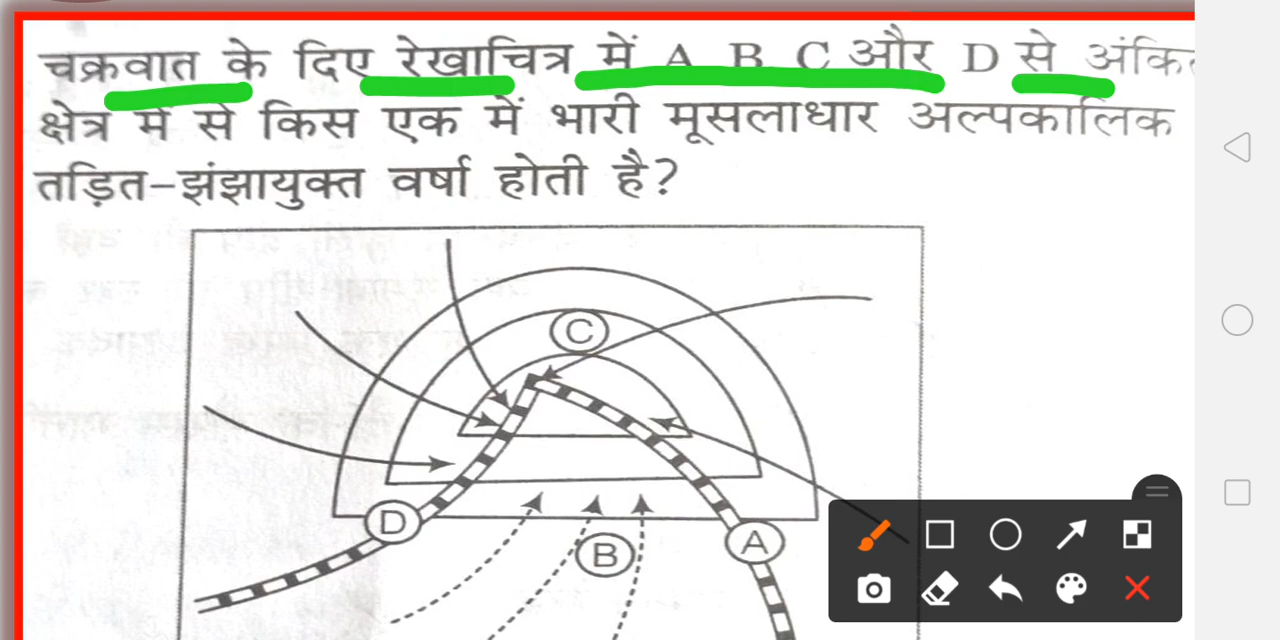 चक्रवात के दिए रेखाचित्र में A B C और D से अंकित
क्षेत्र में से किस एक में भारी मूसलाधार अल्पकालिक
तड़ित-झंझायुक्त वर्षा होती है?
C
D
B
A